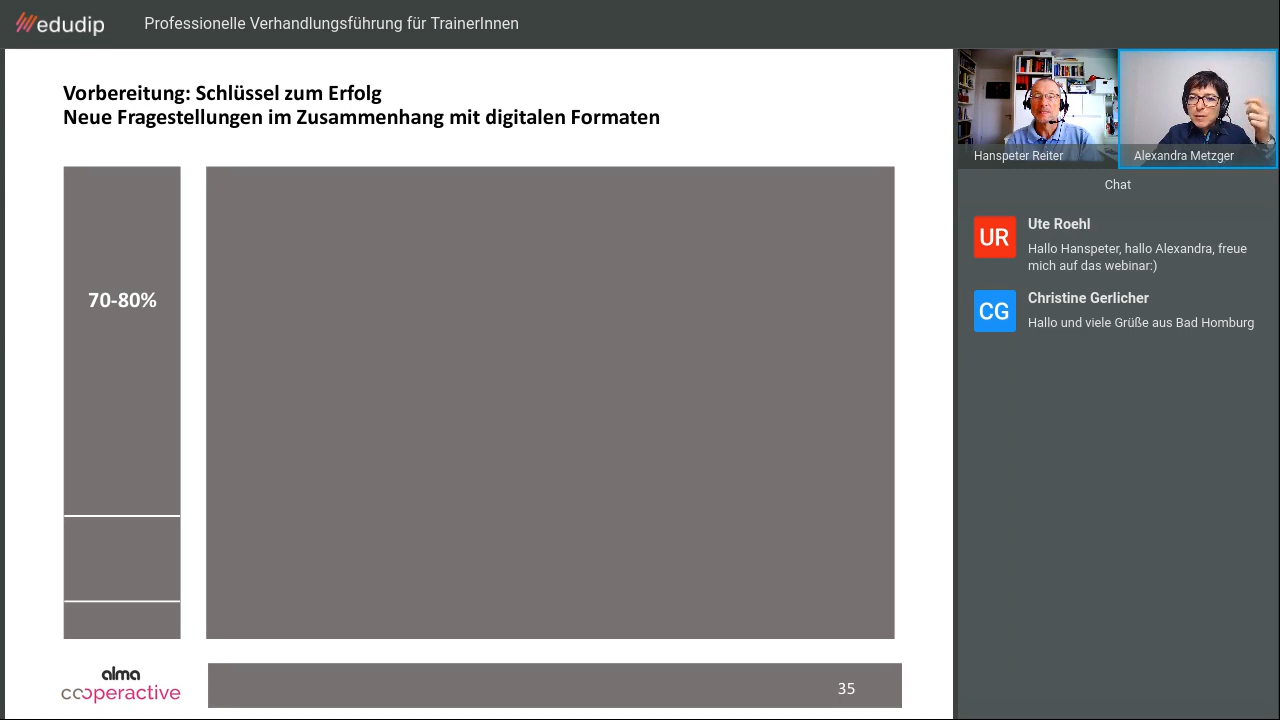 edudip
Professionelle Verhandlungsführung für TrainerInnen
Vorbereitung: Schlüssel zum Erfolg
Neue Fragestellungen im Zusammenhang mit digitalen Formaten
70-80%
alma
cooperactive
35
Hanspeter Reiter
Alexandra Metzger
Chat
UR
Ute Roehl
Hallo Hanspeter, hallo Alexandra, freue
mich auf das webinar:)
CG
Christine Gerlicher
Hallo und viele Grüße aus Bad Homburg